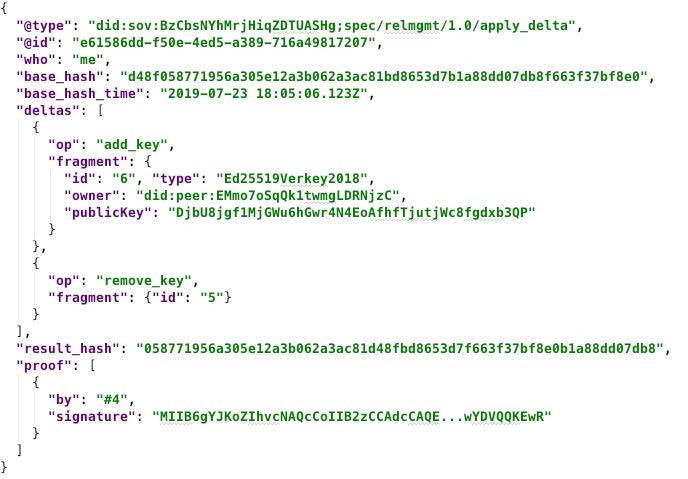 {
"@type": "did:sov:BzCbsNYhMrjHiqZDTUASHg;spec/relmgmt/1.0/apply_delta",
"@id": "e61586dd-f50e-4ed5-a389-716a49817207",
"who": "me",
"base_hash": "d48f058771956a305e12a3b062a3ac81bd8653d7b1a88dd07db8f663f37bf8e0",
"base_hash_time": "2019-07-23 18:05:06.123Z",
"deltas": [
{
"op": "add_key",
"fragment": {
"id": "6", "type": "Ed25519Verkey2018",
"owner": "did:peer:EMmo7oSqQk1twmgLDRNjzC",
"publicKey": "DjbU8jgf1MjGWu6hGwr4N4EoAfhfTjutjWc8fgdxb3QP"
}
},
{
"op": "remove_key",
"fragment": {"id": "5"}
}
],
"result_hash": "058771956a305e12a3b062a3ac81d48fbd8653d7f663f37bf8e0b1a88dd07db8",
"proof": [
{
"by": "#4",
"signature": "MIIB6gYJKoZIhvcNAQcCoIIB2zCCAdcCAQE...wYDVQQKEwR"
}
]
}